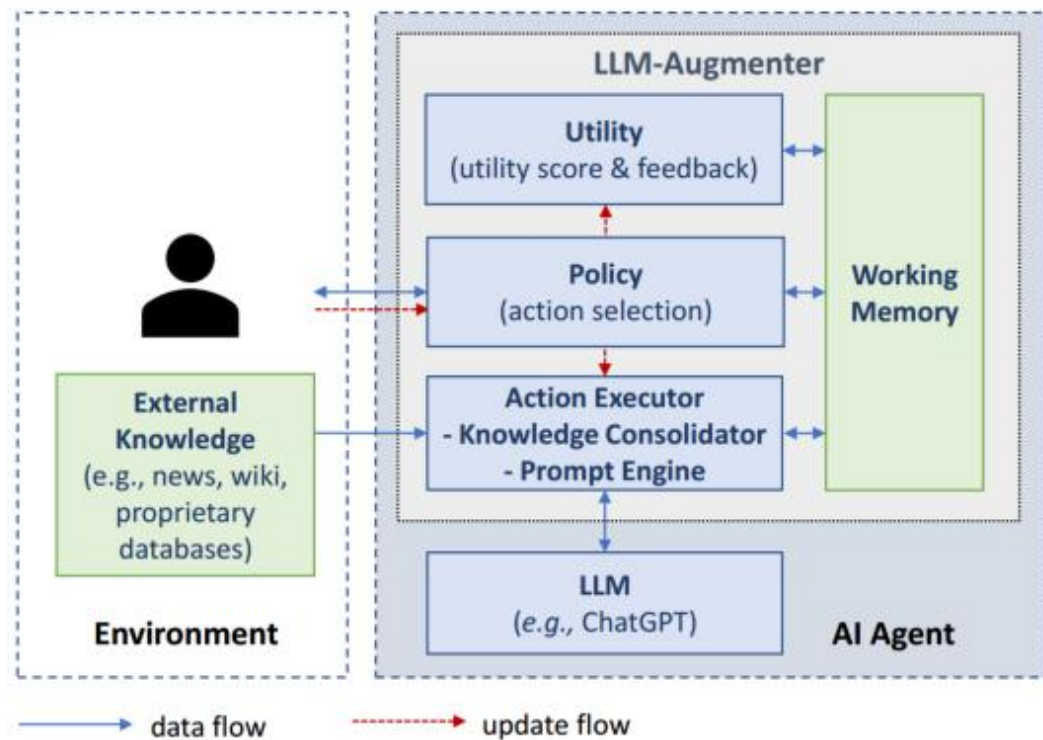 LLM-Augmenter
Utility
(utility score & feedback)
Policy
(action selection)
Working
Memory
External
Knowledge
(e.g., news, wiki,
proprietary
databases)
Action Executor
- Knowledge Consolidator
- Prompt Engine
LLM
(e.g., ChatGPT)
Environment
AI Agent
data flow
update flow